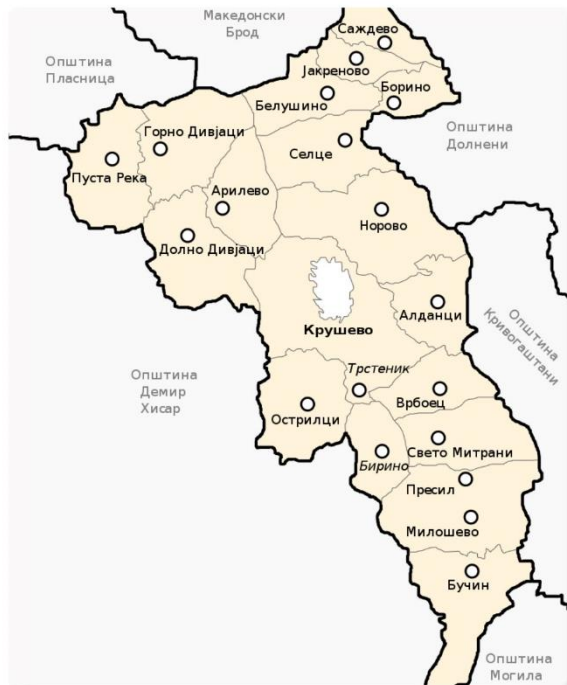 Македонски
Брод
Саждево
Општина
Пласница
Јакреново
Белушино
Борино
Горно Дивјаци
Општина
Долнени
Селце
Пуста Река
Арилево
Норово
Долно Дивјаци
Алданци
Општина
Кривогаштани
Крушево
Трстеник
Општина
Демир
Хисар
Врбоец
Острилци
Свето Митрани
Бирино
Пресил
Милошево
Бучин
Општина
Могила